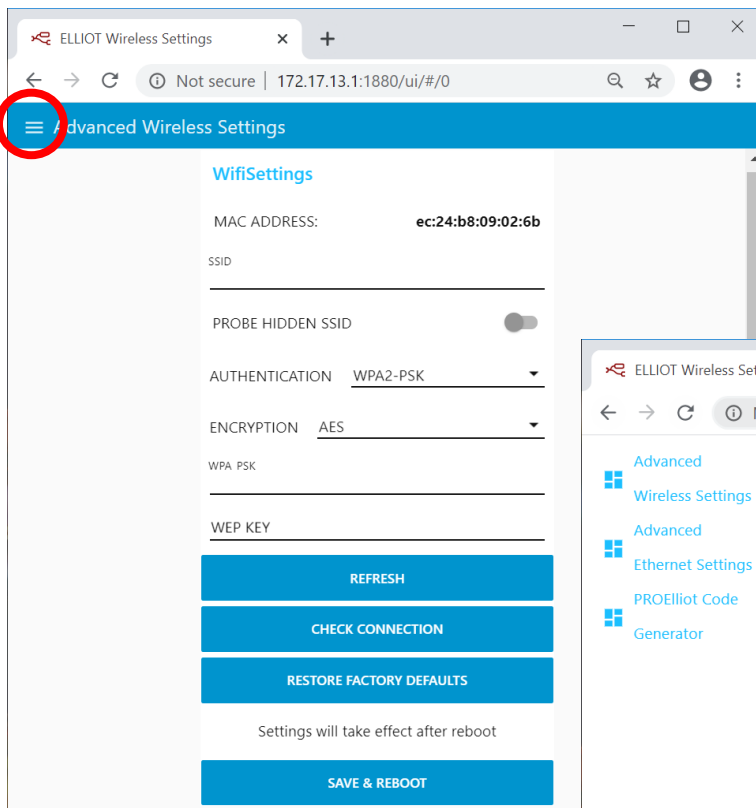 ELLIOT Wireless Settings
Not secure | 172.17.13.1:1880/ui/#/0
Advanced Wireless Settings
WifiSettings
MAC ADDRESS: ec:24:b8:09:02:6b
SSID
PROBE HIDDEN SSID
AUTHENTICATION WPA2-PSK
ENCRYPTION AES
WPA PSK
WEP KEY
REFRESH
CHECK CONNECTION
RESTORE FACTORY DEFAULTS
Settings will take effect after reboot
SAVE & REBOOT
ELLIOT Wireless Set
Advanced
Wireless Settings
Advanced
Ethernet Settings
PROElliot Code
Generator